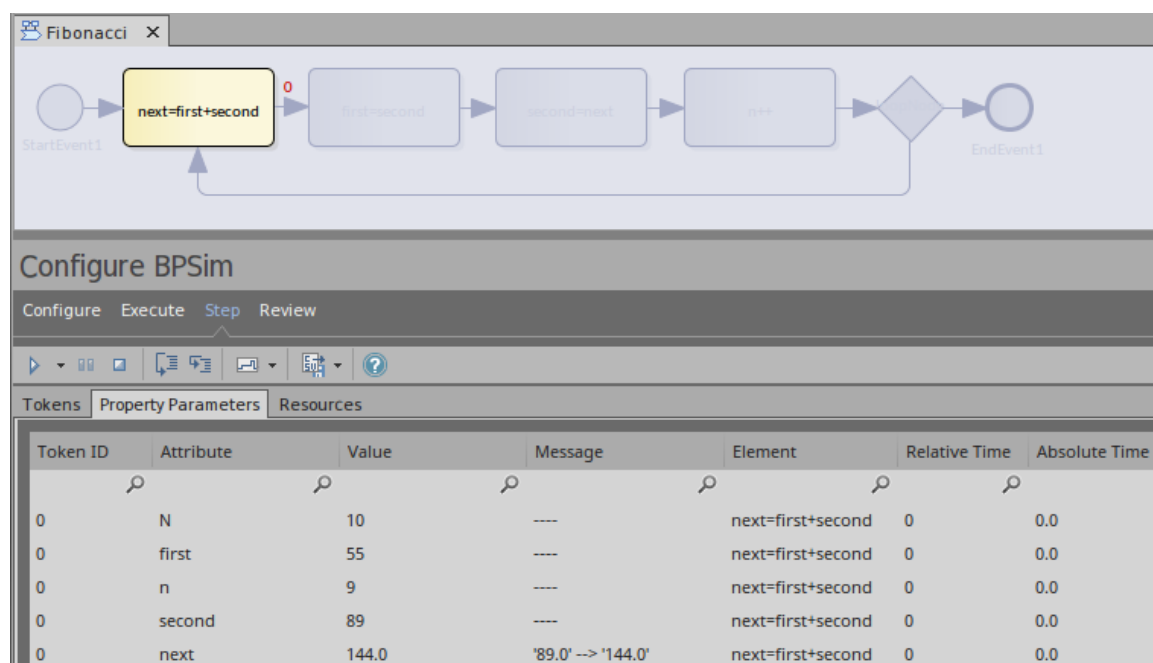 Fibonacci
next=first+second 0 first=second second=next n++
StartEvent1 EndEvent1
Configure BPSim
Configure Execute Step Review
Tokens Property Parameters Resources
Token ID Attribute Value Message Element Relative Time Absolute Time
0 N 10 ---- next=first+second 0 0.0
0 first 55 ---- next=first+second 0 0.0
0 n 9 ---- next=first+second 0 0.0
0 second 89 ---- next=first+second 0 0.0
0 next 144.0 '89.0' --> '144.0' next=first+second 0 0.0